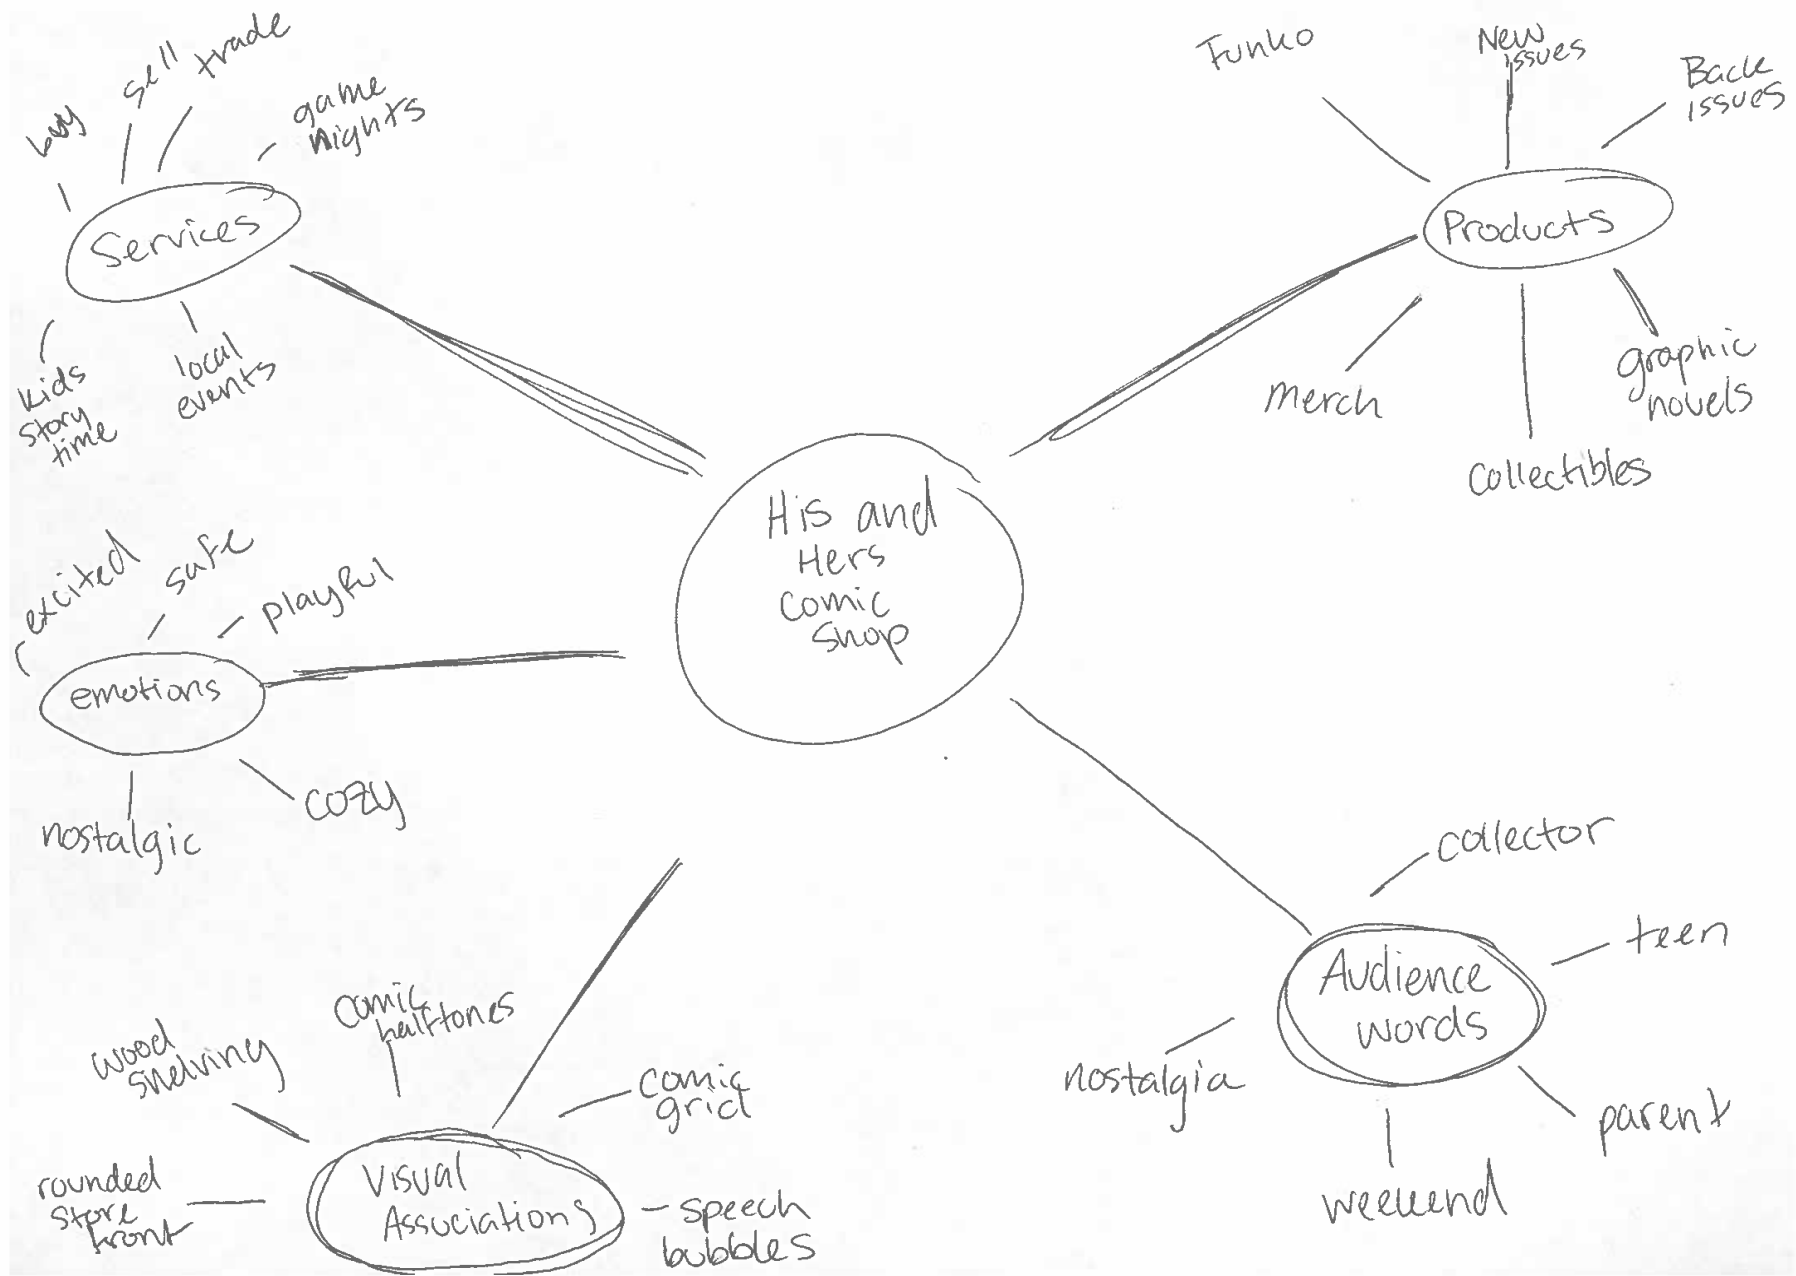 buy
sell
trade
game
nights
Services
kids
story
time
local
events
Funko
New
issues
Back
issues
Products
merch
collectibles
graphic
novels
His and
Hers
comic
shop
excited
safe
playful
emotions
nostalgic
cozy
collector
teen
Audience
words
nostalgia
weekend
parent
comic
halftones
wood
shelving
comic
grid
rounded
store
front
Visual
Associations
speech
bubbles